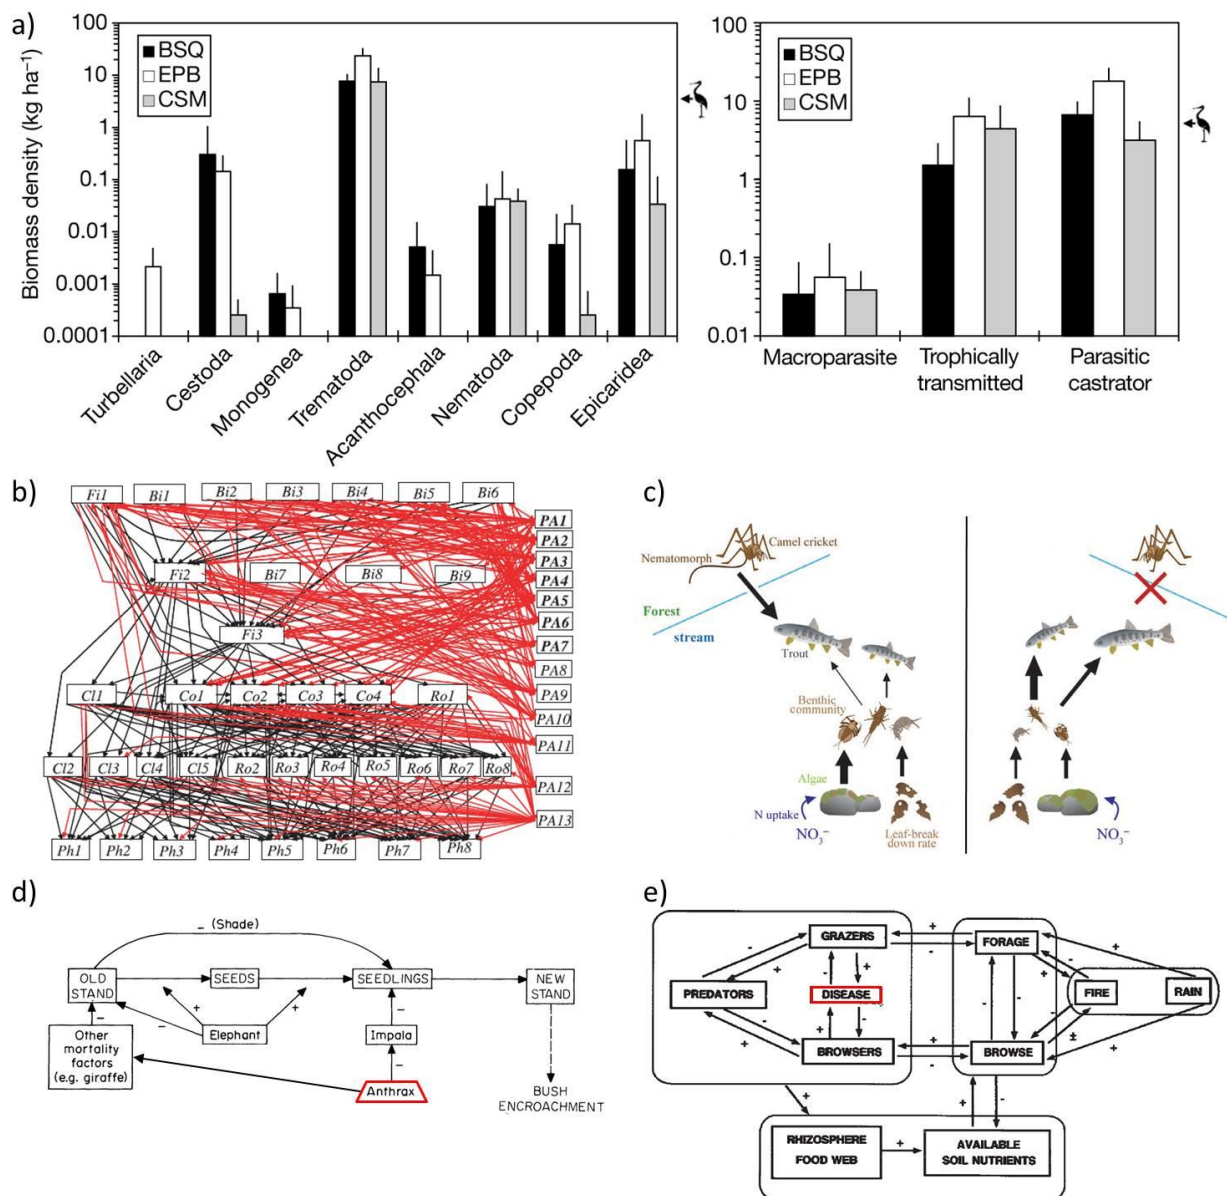 a)
Biomass density (kg ha⁻¹)
100
10
1
0.1
0.01
0.001
0.0001
BSQ
EPB
CSM
Turbellaria
Cestoda
Monogenea
Trematoda
Acanthocephala
Nematoda
Copepoda
Epicaridea
100
10
1
0.1
0.01
BSQ
EPB
CSM
Macroparasite
Trophically
transmitted
Parasitic
castrator
b)
Fi1 Bi1 Bi2 Bi3 Bi4 Bi5 Bi6
Fi2 Bi7 Bi8 Bi9
Fi3
Cl1 Co1 Co2 Co3 Co4 Ro1
Cl2 Cl3 Cl4 Cl5 Ro2 Ro3 Ro4 Ro5 Ro6 Ro7 Ro8
Ph1 Ph2 Ph3 Ph4 Ph5 Ph6 Ph7 Ph8
PA1
PA2
PA3
PA4
PA5
PA6
PA7
PA8
PA9
PA10
PA11
PA12
PA13
c)
Camel cricket
Nematomorph
Forest
stream
Trout
Benthic
community
Algae
N uptake
NO₃⁻
Leaf-break
down rate
NO₃⁻
d)
– (Shade)
OLD
STAND
SEEDS
SEEDLINGS
NEW
STAND
+
–
+
–
–
Elephant
Impala
Other
mortality
factors
(e.g. giraffe)
–
Anthrax
BUSH
ENCROACHMENT
e)
GRAZERS
PREDATORS
DISEASE
BROWSERS
FORAGE
FIRE
RAIN
BROWSE
RHIZOSPHERE
FOOD WEB
AVAILABLE
SOIL NUTRIENTS
- + - + - + + - - + + - + - - - - ± + + + - +